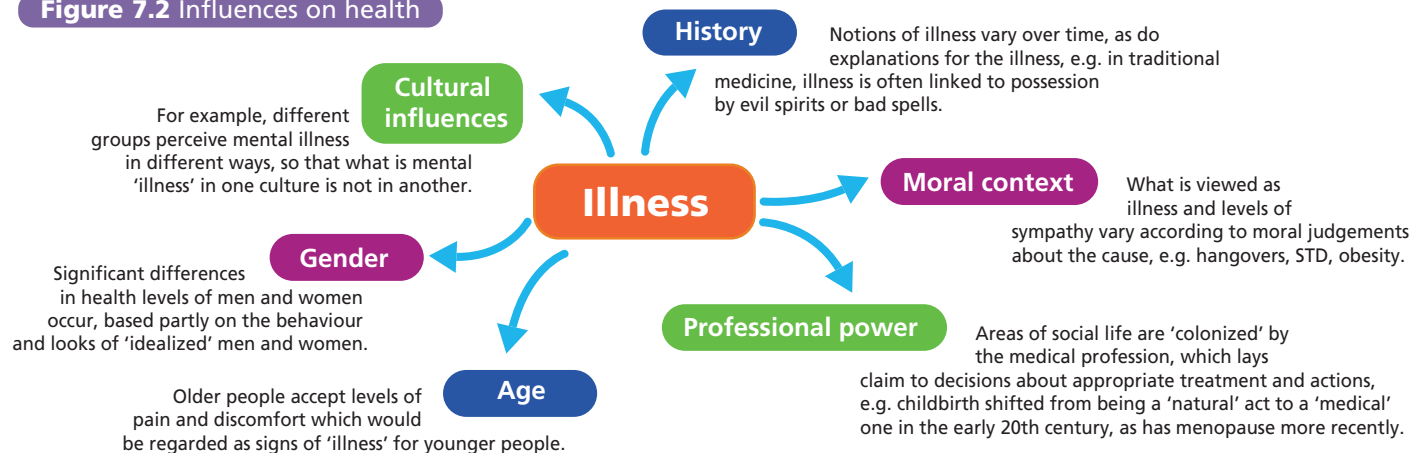 Figure 7.2 Influences on health
History
Notions of illness vary over time, as do
explanations for the illness, e.g. in traditional
medicine, illness is often linked to possession
by evil spirits or bad spells.
Cultural
influences
For example, different
groups perceive mental illness
in different ways, so that what is mental
'illness' in one culture is not in another.
Illness
Moral context
What is viewed as
illness and levels of
sympathy vary according to moral judgements
about the cause, e.g. hangovers, STD, obesity.
Gender
Significant differences
in health levels of men and women
occur, based partly on the behaviour
and looks of 'idealized' men and women.
Professional power
Areas of social life are 'colonized' by
the medical profession, which lays
claim to decisions about appropriate treatment and actions,
e.g. childbirth shifted from being a 'natural' act to a 'medical'
one in the early 20th century, as has menopause more recently.
Age
Older people accept levels of
pain and discomfort which would
be regarded as signs of 'illness' for younger people.